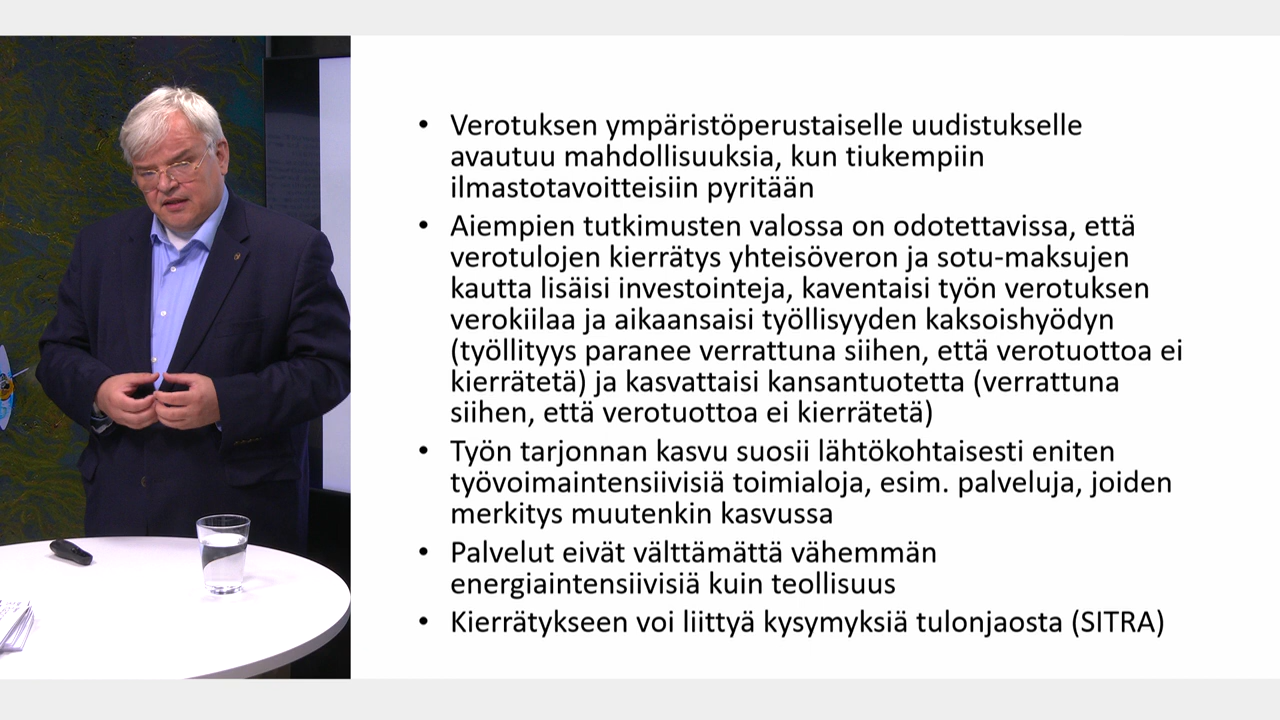 • Verotuksen ympäristöperustaiselle uudistukselle
avautuu mahdollisuuksia, kun tiukempiin
ilmastotavoitteisiin pyritään
• Aiempien tutkimusten valossa on odotettavissa, että
verotulojen kierrätys yhteisöveron ja sotu-maksujen
kautta lisäisi investointeja, kaventaisi työn verotuksen
verokiilaa ja aikaansaisi työllisyyden kaksoishyödyn
(työllityys paranee verrattuna siihen, että verotuottoa ei
kierrätetä) ja kasvattaisi kansantuotetta (verrattuna
siihen, että verotuottoa ei kierrätetä)
• Työn tarjonnan kasvu suosii lähtökohtaisesti eniten
työvoimaintensiivisiä toimialoja, esim. palveluja, joiden
merkitys muutenkin kasvussa
• Palvelut eivät välttämättä vähemmän
energiaintensiivisiä kuin teollisuus
• Kierrätykseen voi liittyä kysymyksiä tulonjaosta (SITRA)